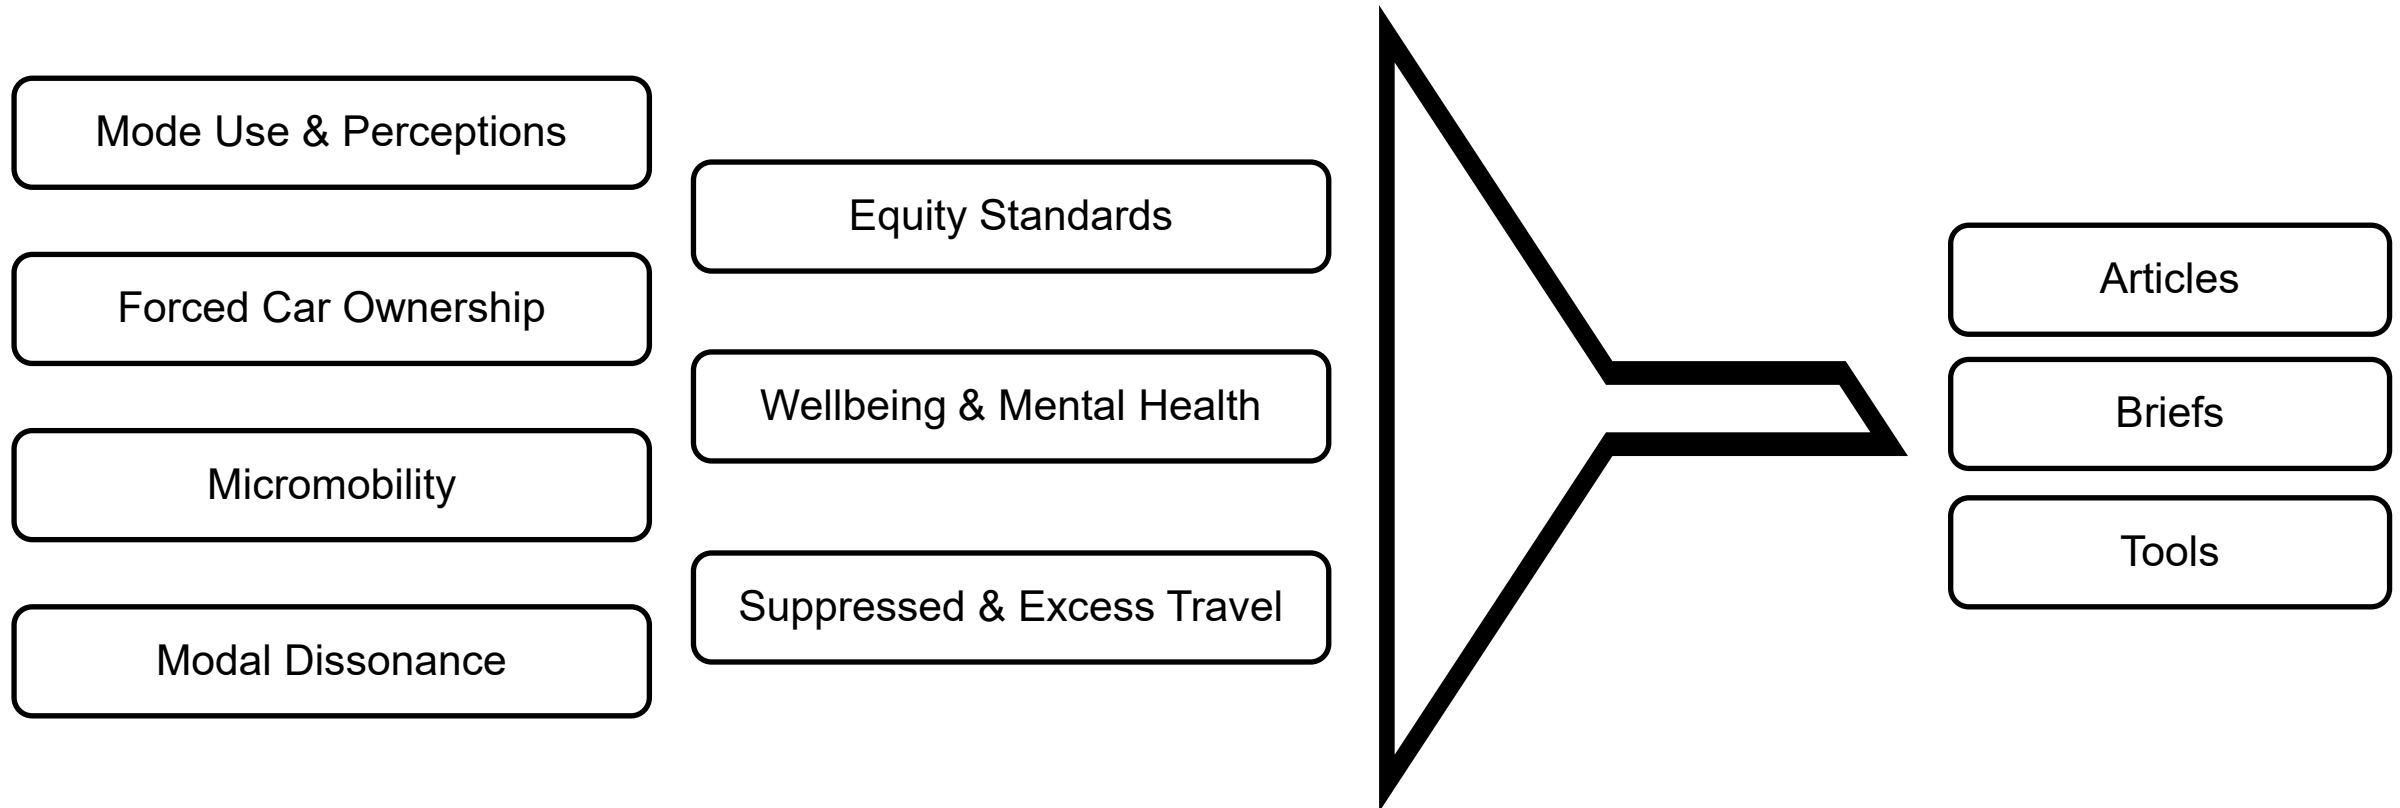 Mode Use & Perceptions
Forced Car Ownership
Micromobility
Modal Dissonance
Equity Standards
Wellbeing & Mental Health
Suppressed & Excess Travel
Articles
Briefs
Tools